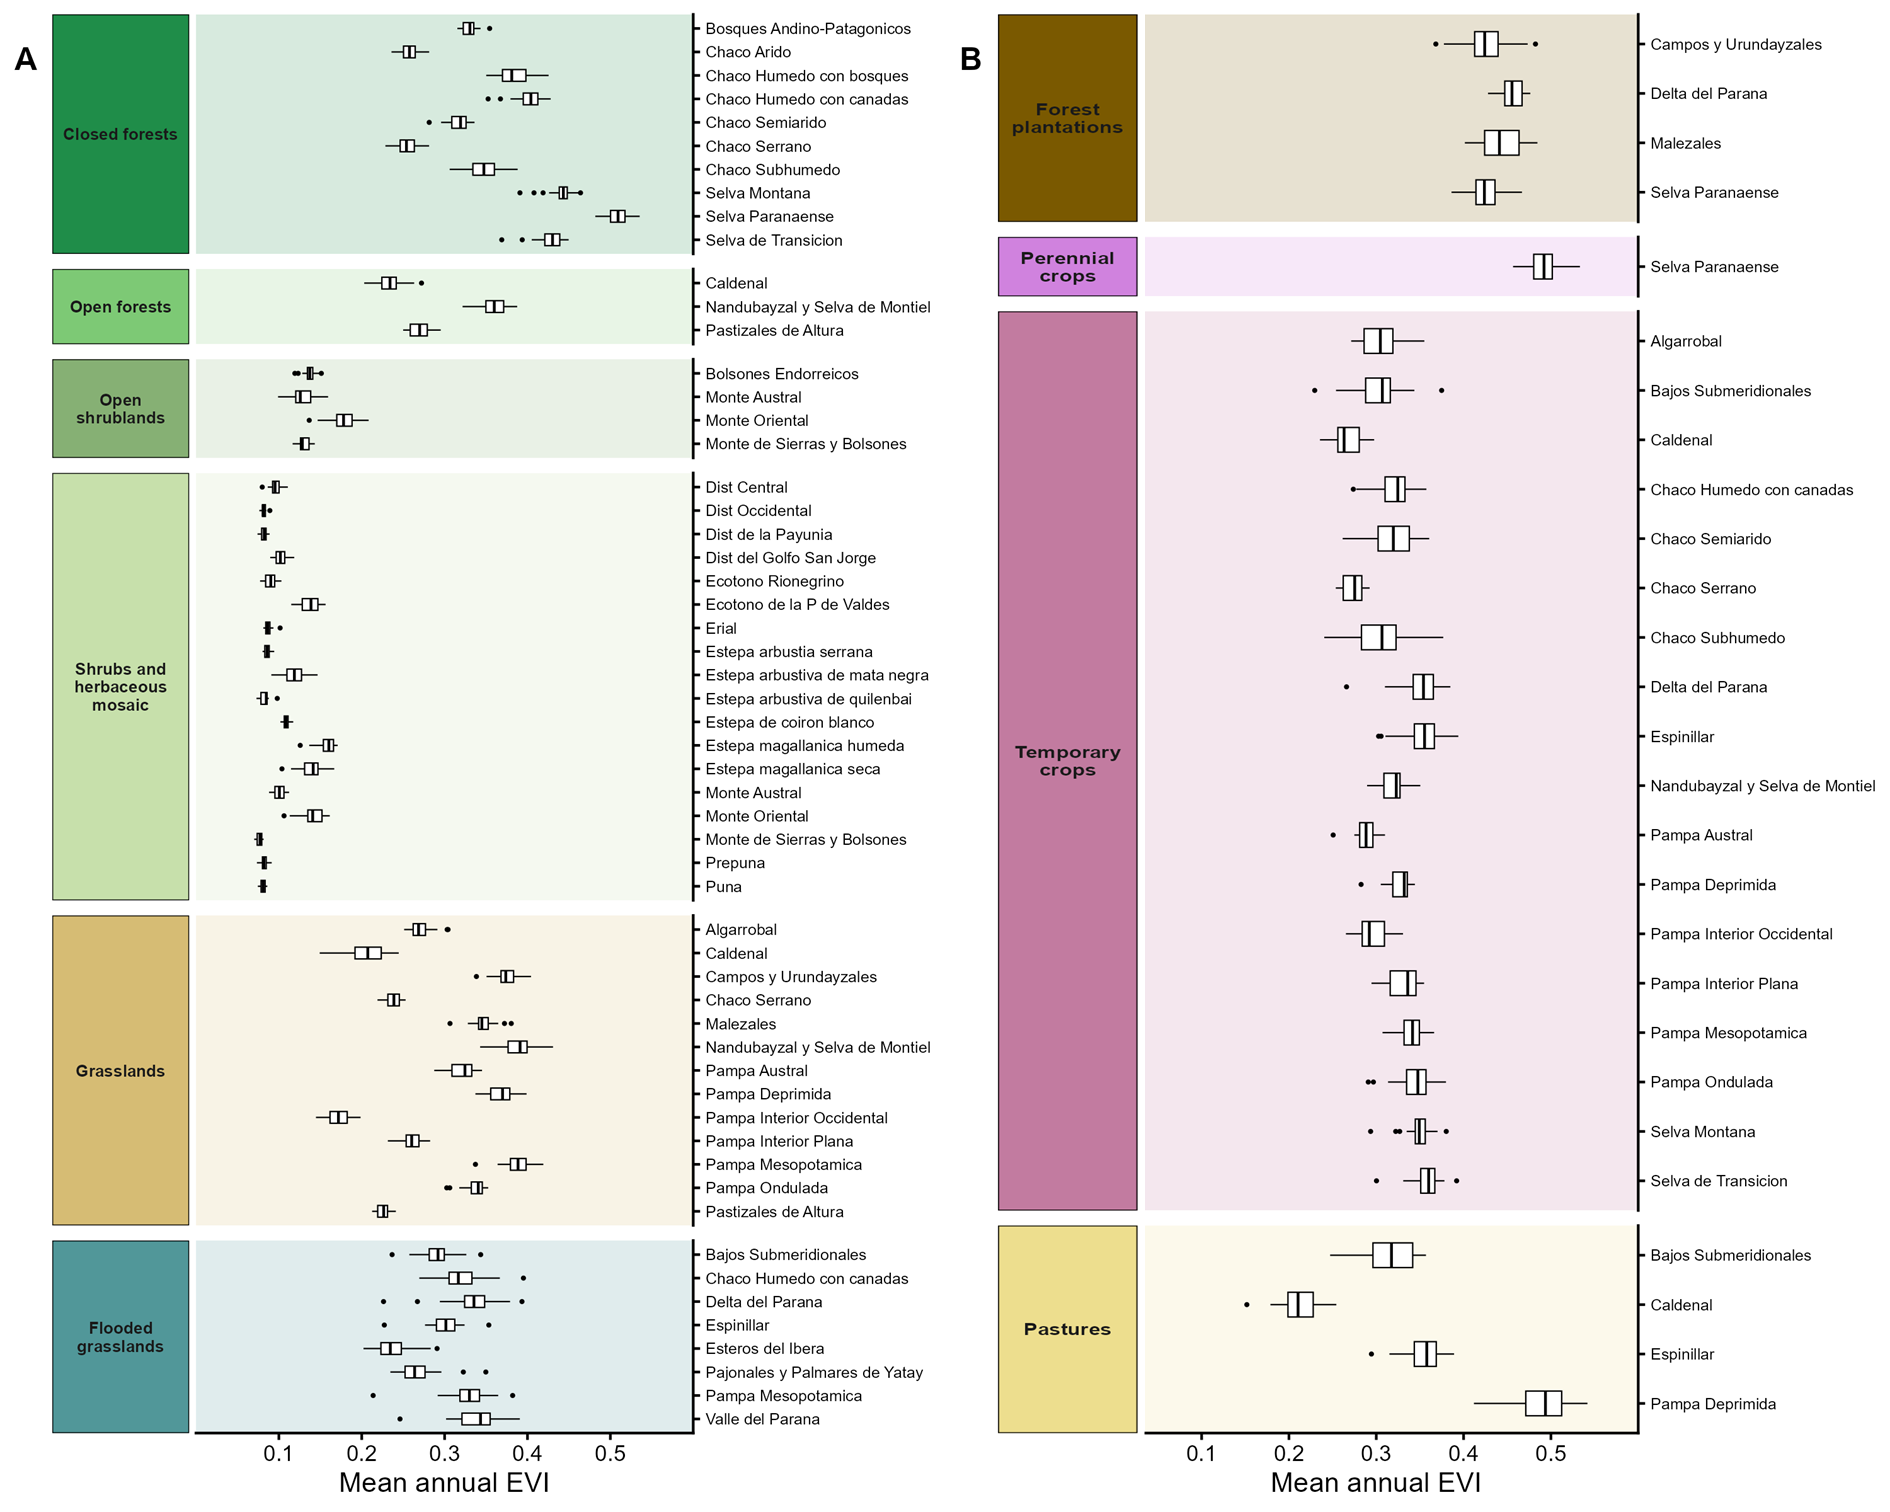 A
Closed forests
Bosques Andino-Patagonicos
Chaco Arido
Chaco Humedo con bosques
Chaco Humedo con canadas
Chaco Semiarido
Chaco Serrano
Chaco Subhumedo
Selva Montana
Selva Paranaense
Selva de Transicion
Open forests
Caldenal
Nandubayzal y Selva de Montiel
Pastizales de Altura
Open
shrublands
Bolsones Endorreicos
Monte Austral
Monte Oriental
Monte de Sierras y Bolsones
Shrubs and
herbaceous
mosaic
Dist Central
Dist Occidental
Dist de la Payunia
Dist del Golfo San Jorge
Ecotono Rionegrino
Ecotono de la P de Valdes
Erial
Estepa arbustia serrana
Estepa arbustiva de mata negra
Estepa arbustiva de quilenbai
Estepa de coiron blanco
Estepa magallanica humeda
Estepa magallanica seca
Monte Austral
Monte Oriental
Monte de Sierras y Bolsones
Prepuna
Puna
Grasslands
Algarrobal
Caldenal
Campos y Urundayzales
Chaco Serrano
Malezales
Nandubayzal y Selva de Montiel
Pampa Austral
Pampa Deprimida
Pampa Interior Occidental
Pampa Interior Plana
Pampa Mesopotamica
Pampa Ondulada
Pastizales de Altura
Flooded
grasslands
Bajos Submeridionales
Chaco Humedo con canadas
Delta del Parana
Espinillar
Esteros del Ibera
Pajonales y Palmares de Yatay
Pampa Mesopotamica
Valle del Parana
0.1 0.2 0.3 0.4 0.5
Mean annual EVI
B
Forest
plantations
Campos y Urundayzales
Delta del Parana
Malezales
Selva Paranaense
Perennial
crops
Selva Paranaense
Temporary
crops
Algarrobal
Bajos Submeridionales
Caldenal
Chaco Humedo con canadas
Chaco Semiarido
Chaco Serrano
Chaco Subhumedo
Delta del Parana
Espinillar
Nandubayzal y Selva de Montiel
Pampa Austral
Pampa Deprimida
Pampa Interior Occidental
Pampa Interior Plana
Pampa Mesopotamica
Pampa Ondulada
Selva Montana
Selva de Transicion
Pastures
Bajos Submeridionales
Caldenal
Espinillar
Pampa Deprimida
0.1 0.2 0.3 0.4 0.5
Mean annual EVI